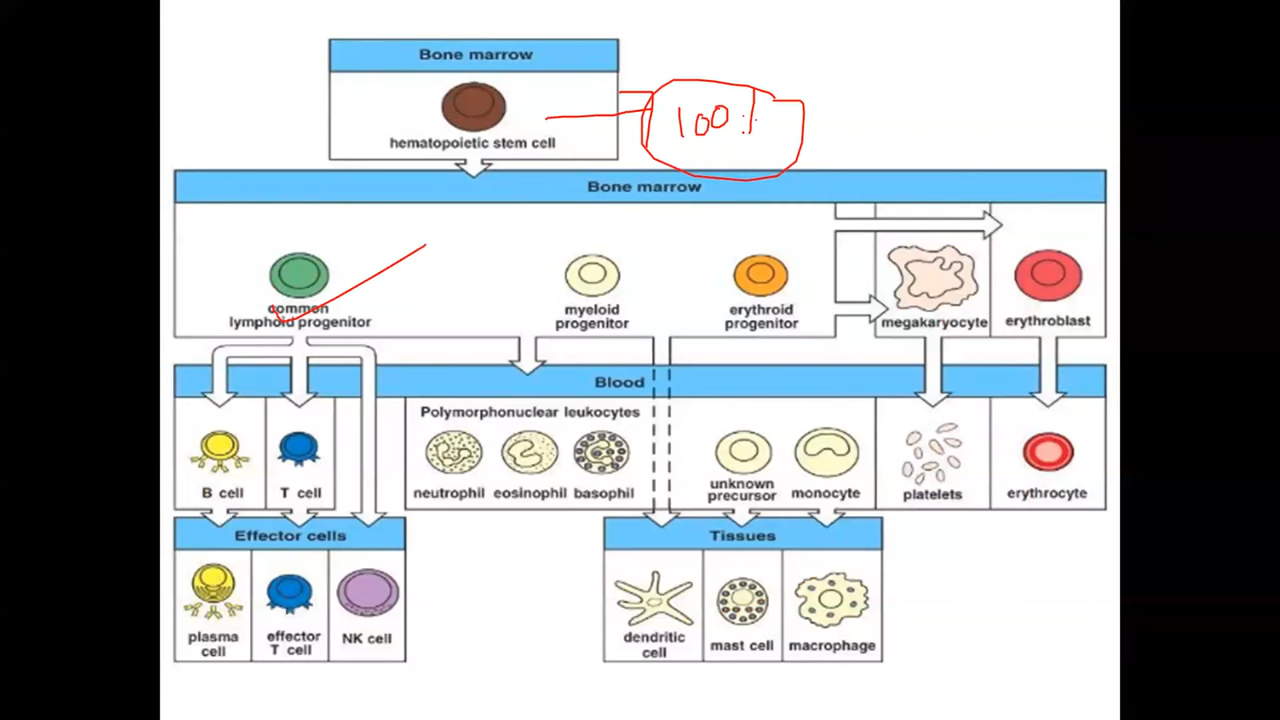 Bone marrow
100%
hematopoietic stem cell
Bone marrow
common
lymphoid progenitor
myeloid
progenitor
erythroid
progenitor
megakaryocyte
erythroblast
Blood
Polymorphonuclear leukocytes
B cell
T cell
neutrophil
eosinophil
basophil
unknown
precursor
monocyte
platelets
erythrocyte
Effector cells
Tissues
plasma
cell
effector
T cell
NK cell
dendritic
cell
mast cell
macrophage